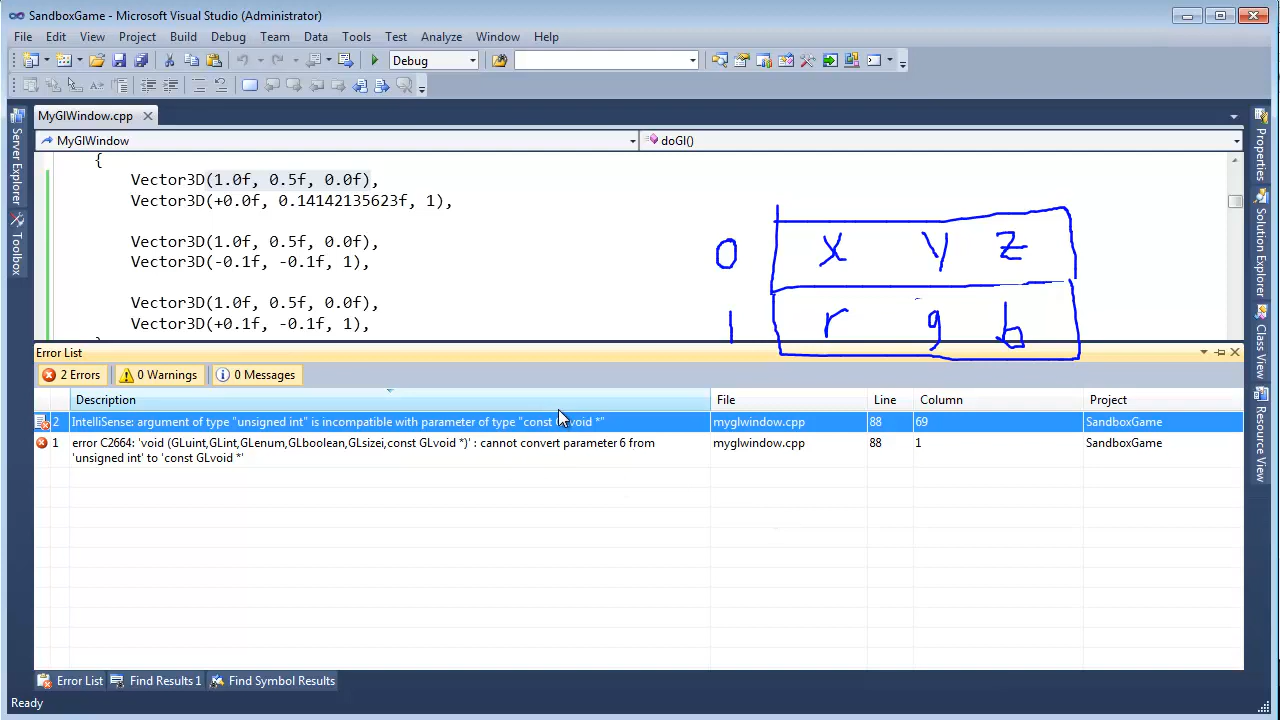 SandboxGame - Microsoft Visual Studio (Administrator)
File Edit View Project Build Debug Team Data Tools Test Analyze Window Help
Debug
MyGlWindow.cpp
MyGlWindow doGl()
{
Vector3D(1.0f, 0.5f, 0.0f),
Vector3D(+0.0f, 0.14142135623f, 1),
Vector3D(1.0f, 0.5f, 0.0f),
Vector3D(-0.1f, -0.1f, 1),
Vector3D(1.0f, 0.5f, 0.0f),
Vector3D(+0.1f, -0.1f, 1),
0 x y z
1 r g b
Server Explorer
Toolbox
Properties
Solution Explorer
Class View
Resource View
Error List
2 Errors 0 Warnings 0 Messages
Description File Line Column Project
2 IntelliSense: argument of type "unsigned int" is incompatible with parameter of type "const GLvoid *" myglwindow.cpp 88 69 SandboxGame
1 error C2664: 'void (GLuint,GLint,GLenum,GLboolean,GLsizei,const GLvoid *)' : cannot convert parameter 6 from myglwindow.cpp 88 1 SandboxGame
'unsigned int' to 'const GLvoid *'
Error List Find Results 1 Find Symbol Results
Ready